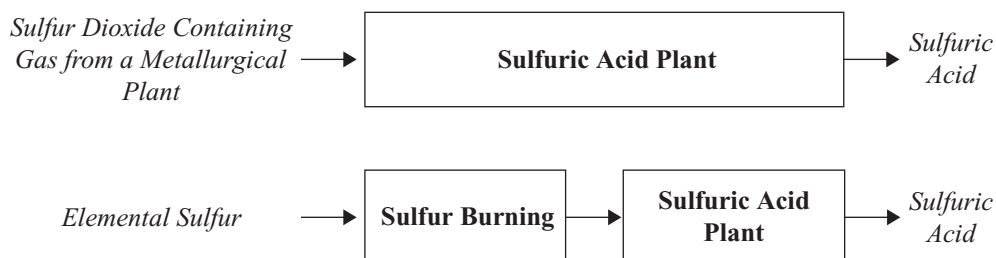 Sulfur Dioxide Containing
Gas from a Metallurgical
Plant
Sulfuric Acid Plant
Sulfuric
Acid
Elemental Sulfur
Sulfur Burning
Sulfuric Acid
Plant
Sulfuric
Acid